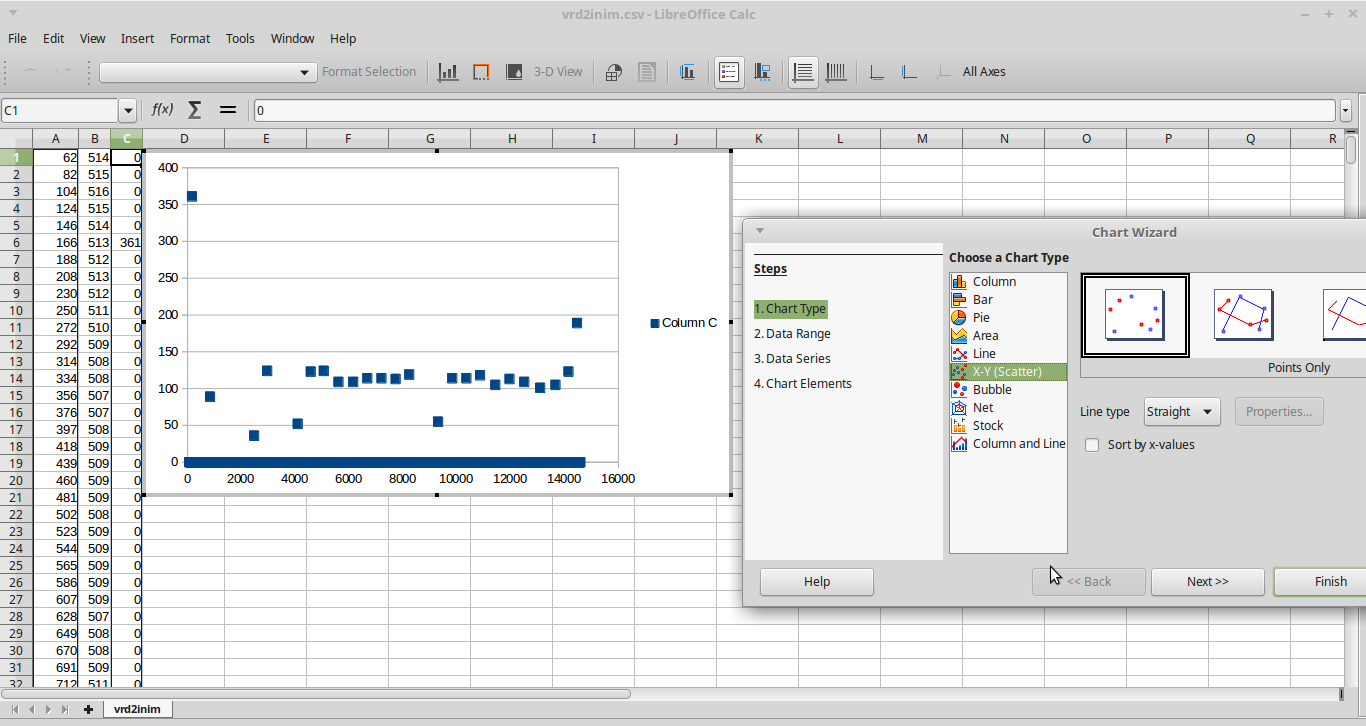 vrd2inim.csv - LibreOffice Calc
File Edit View Insert Format Tools Window Help
Format Selection 3-D View All Axes
C1 f(x) Σ = 0
A B C D E F G H I J K L M N O P Q R
1 62 514 0
2 82 515 0
3 104 516 0
4 124 515 0
5 146 514 0
6 166 513 361
7 188 512 0
8 208 513 0
9 230 512 0
10 250 511 0
11 272 510 0
12 292 509 0
13 314 508 0
14 334 508 0
15 356 507 0
16 376 507 0
17 397 508 0
18 418 509 0
19 439 509 0
20 460 509 0
21 481 509 0
22 502 508 0
23 523 509 0
24 544 509 0
25 565 509 0
26 586 509 0
27 607 509 0
28 628 507 0
29 649 508 0
30 670 508 0
31 691 509 0
32 712 511 0
400
350
300
250
200
150
100
50
0
0 2000 4000 6000 8000 10000 12000 14000 16000
Column C
Chart Wizard
Steps
1. Chart Type
2. Data Range
3. Data Series
4. Chart Elements
Choose a Chart Type
Column
Bar
Pie
Area
Line
X-Y (Scatter)
Bubble
Net
Stock
Column and Line
Points Only
Line type Straight Properties...
Sort by x-values
Help << Back Next >> Finish
vrd2inim